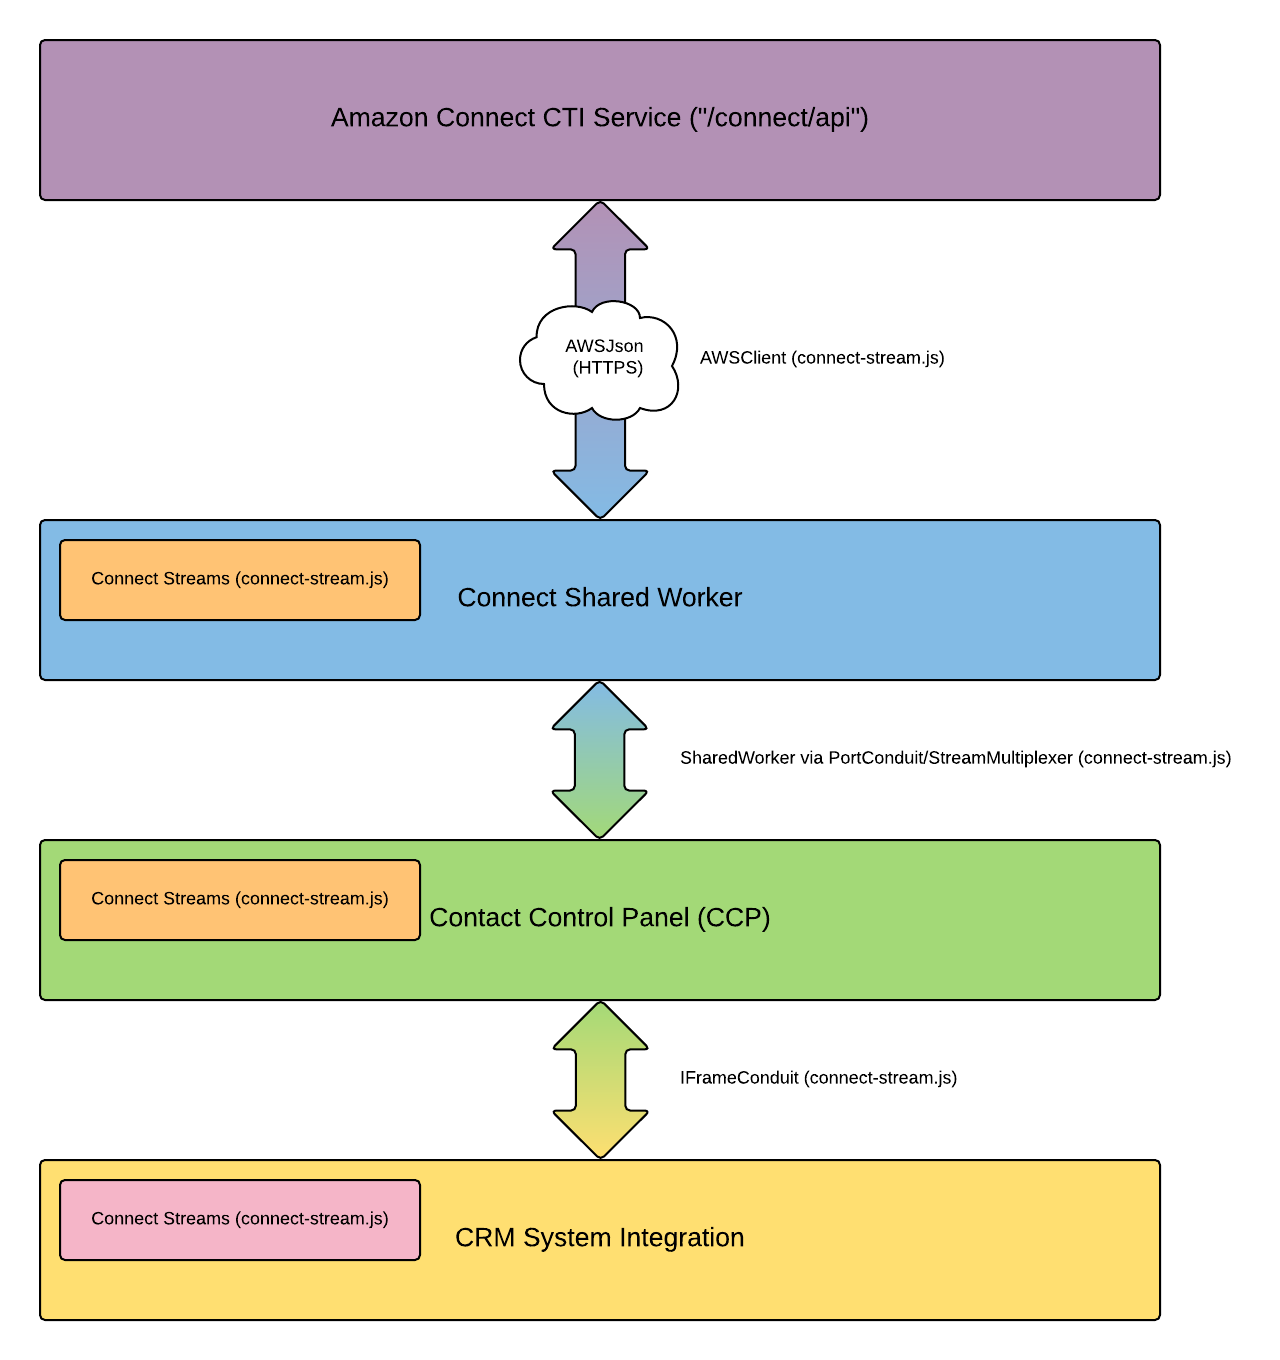 Amazon Connect CTI Service ("/connect/api")
AWSJson
(HTTPS)
AWSClient (connect-stream.js)
Connect Streams (connect-stream.js)
Connect Shared Worker
SharedWorker via PortConduit/StreamMultiplexer (connect-stream.js)
Connect Streams (connect-stream.js)
Contact Control Panel (CCP)
IFrameConduit (connect-stream.js)
Connect Streams (connect-stream.js)
CRM System Integration